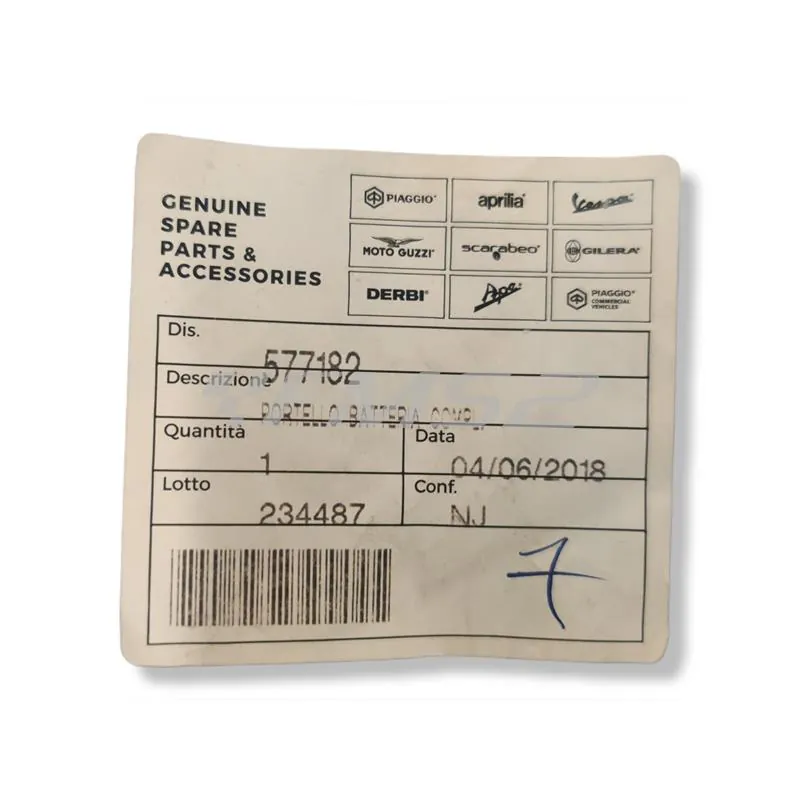 GENUINE
SPARE
PARTS &
ACCESSORIES
PIAGGIO® aprilia® Vespa®
MOTO GUZZI® scarabeo® GILERA®
DERBI® Ape® PIAGGIO®
COMMERCIAL
VEHICLES
Dis.
577182
Descrizione
PORTELLO BATTERIA COMPL.
Quantità
1
Data
04/06/2018
Lotto
234487
Conf.
NJ
7